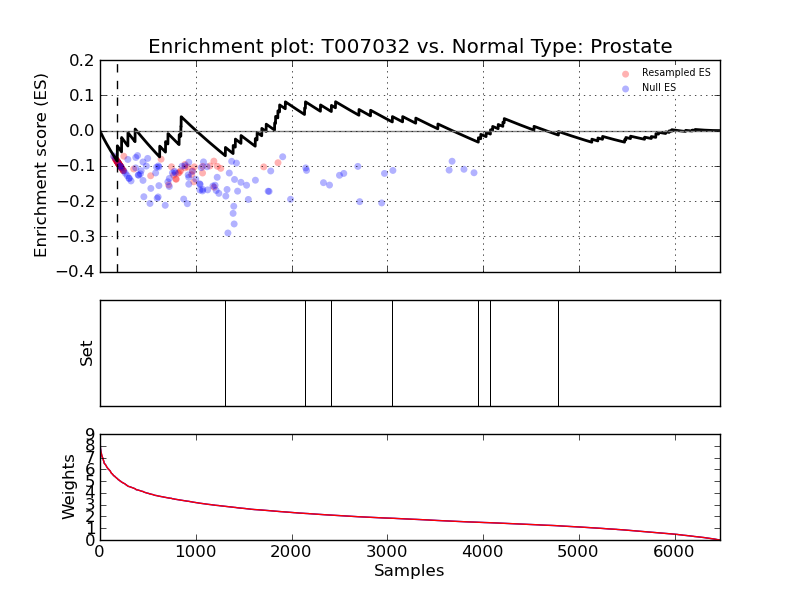 Enrichment plot: T007032 vs. Normal Type: Prostate
Enrichment score (ES)
0.2
0.1
0.0
−0.1
−0.2
−0.3
−0.4
Resampled ES
Null ES
Set
Weights
9
8
7
6
5
4
3
2
1
0
0 1000 2000 3000 4000 5000 6000
Samples